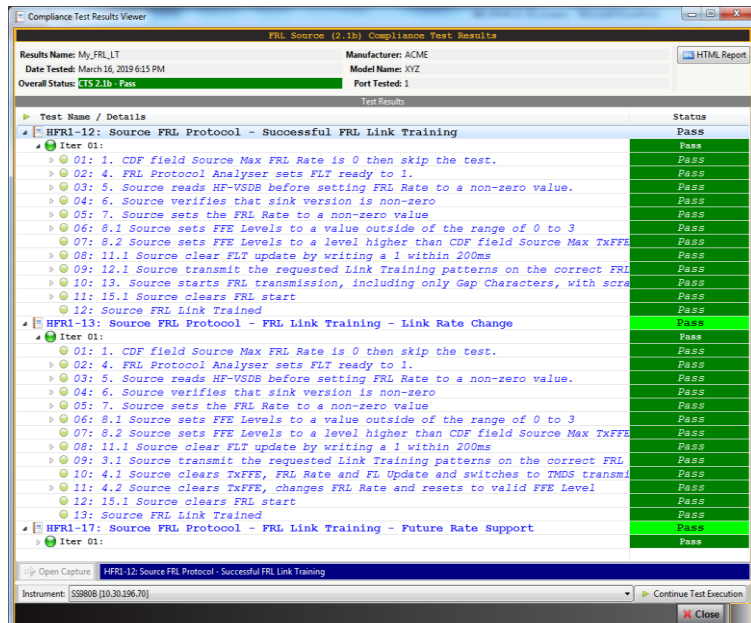 Compliance Test Results Viewer
FRL Source (2.1b) Compliance Test Results
Results Name: My_FRL_LT Manufacturer: ACME HTML Report
Date Tested: March 16, 2019 6:15 PM Model Name: XYZ
Overall Status: CTS 2.1b - Pass Port Tested: 1
Test Results
Test Name / Details Status
HFR1-12: Source FRL Protocol - Successful FRL Link Training Pass
Iter 01: Pass
01: 1. CDF field Source Max FRL Rate is 0 then skip the test. Pass
02: 4. FRL Protocol Analyser sets FLT ready to 1. Pass
03: 5. Source reads HF-VSDB before setting FRL Rate to a non-zero value. Pass
04: 6. Source verifies that sink version is non-zero Pass
05: 7. Source sets the FRL Rate to a non-zero value Pass
06: 8.1 Source sets FFE Levels to a value outside of the range of 0 to 3 Pass
07: 8.2 Source sets FFE Levels to a level higher than CDF field Source Max TxFFE Pass
08: 11.1 Source clear FLT update by writing a 1 within 200ms Pass
09: 12.1 Source transmit the requested Link Training patterns on the correct FRL Pass
10: 13. Source starts FRL transmission, including only Gap Characters, with scra Pass
11: 15.1 Source clears FRL start Pass
12: Source FRL Link Trained Pass
HFR1-13: Source FRL Protocol - FRL Link Training - Link Rate Change Pass
Iter 01: Pass
01: 1. CDF field Source Max FRL Rate is 0 then skip the test. Pass
02: 4. FRL Protocol Analyser sets FLT ready to 1. Pass
03: 5. Source reads HF-VSDB before setting FRL Rate to a non-zero value. Pass
04: 6. Source verifies that sink version is non-zero Pass
05: 7. Source sets the FRL Rate to a non-zero value Pass
06: 8.1 Source sets FFE Levels to a value outside of the range of 0 to 3 Pass
07: 8.2 Source sets FFE Levels to a level higher than CDF field Source Max TxFFE Pass
08: 11.1 Source clear FLT update by writing a 1 within 200ms Pass
09: 3.1 Source transmit the requested Link Training patterns on the correct FRL Pass
10: 4.1 Source clears TxFFE, FRL Rate and FL Update and switches to TMDS transmi Pass
11: 4.2 Source clears TxFFE, changes FRL Rate and resets to valid FFE Level Pass
12: 15.1 Source clears FRL start Pass
13: Source FRL Link Trained Pass
HFR1-17: Source FRL Protocol - FRL Link Training - Future Rate Support Pass
Iter 01: Pass
Open Capture HFR1-12: Source FRL Protocol - Successful FRL Link Training
Instrument: SS980B [10.30.196.70] Continue Test Execution
Close